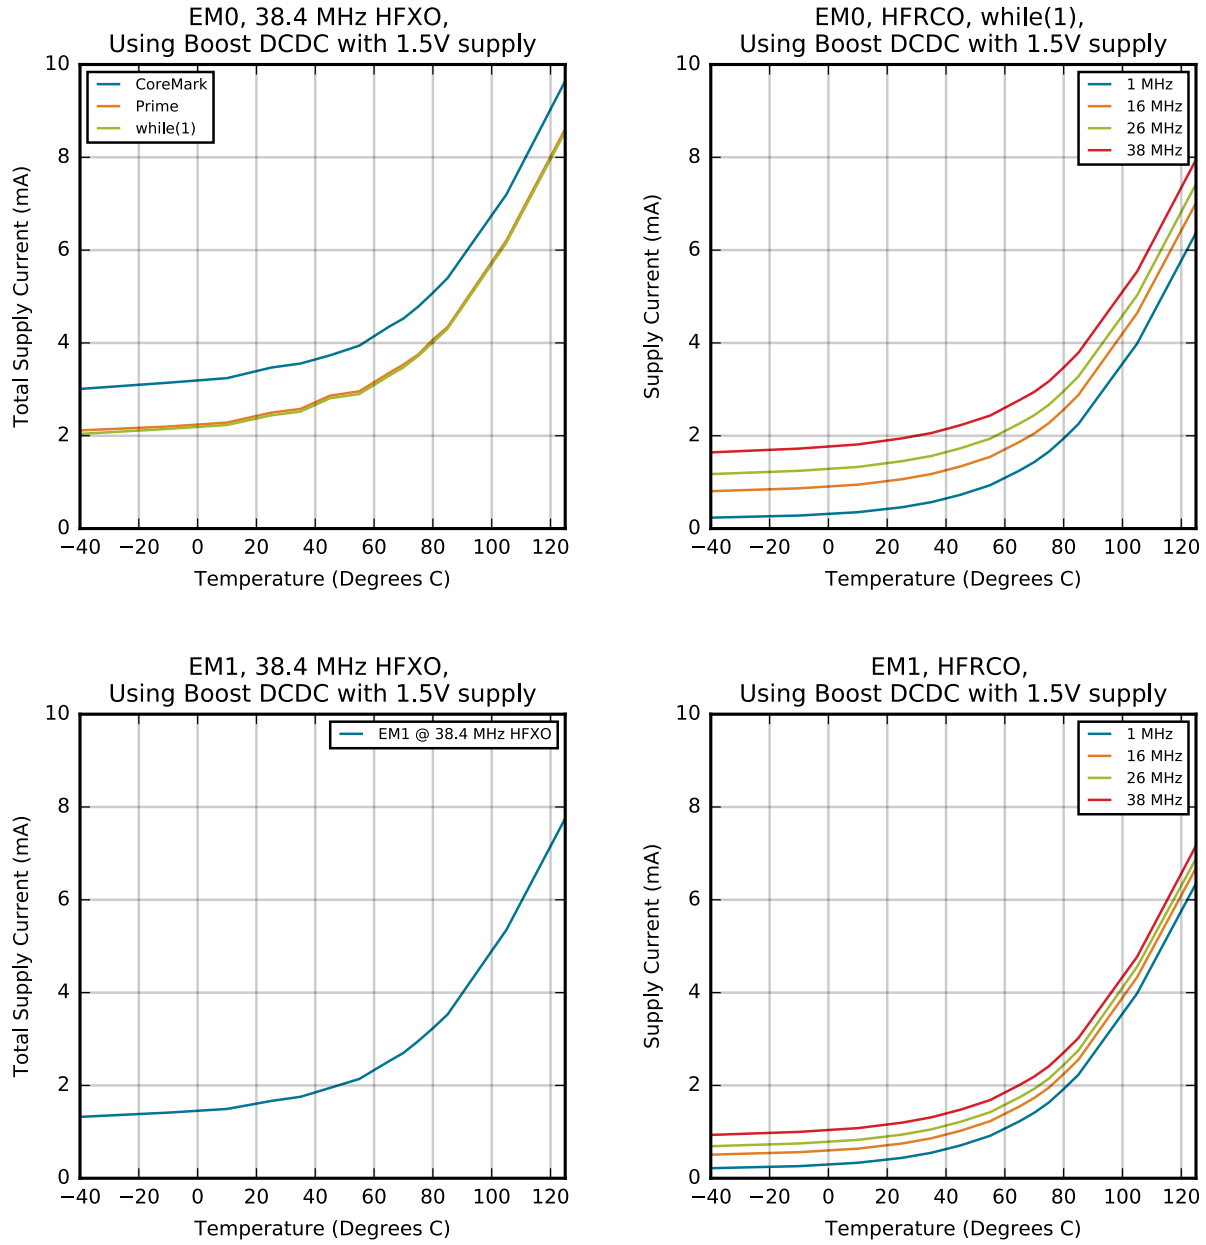 EM0, 38.4 MHz HFXO,
Using Boost DCDC with 1.5V supply
CoreMark
Prime
while(1)
Total Supply Current (mA)
10
8
6
4
2
0
−40 −20 0 20 40 60 80 100 120
Temperature (Degrees C)
EM0, HFRCO, while(1),
Using Boost DCDC with 1.5V supply
1 MHz
16 MHz
26 MHz
38 MHz
Supply Current (mA)
10
8
6
4
2
0
−40 −20 0 20 40 60 80 100 120
Temperature (Degrees C)
EM1, 38.4 MHz HFXO,
Using Boost DCDC with 1.5V supply
EM1 @ 38.4 MHz HFXO
Total Supply Current (mA)
10
8
6
4
2
0
−40 −20 0 20 40 60 80 100 120
Temperature (Degrees C)
EM1, HFRCO,
Using Boost DCDC with 1.5V supply
1 MHz
16 MHz
26 MHz
38 MHz
Supply Current (mA)
10
8
6
4
2
0
−40 −20 0 20 40 60 80 100 120
Temperature (Degrees C)